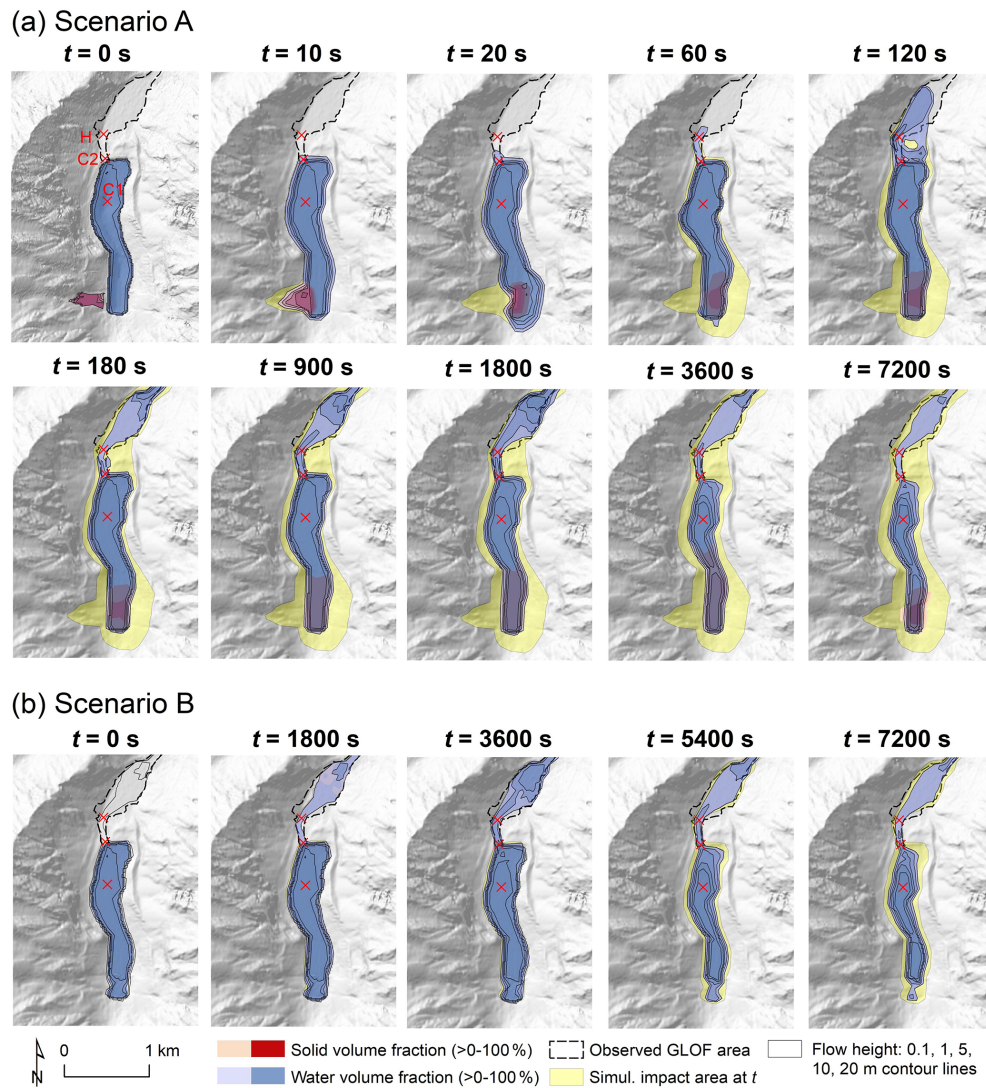 (a) Scenario A
t = 0 s
t = 10 s
t = 20 s
t = 60 s
t = 120 s
H
C2
C1
t = 180 s
t = 900 s
t = 1800 s
t = 3600 s
t = 7200 s
(b) Scenario B
t = 0 s
t = 1800 s
t = 3600 s
t = 5400 s
t = 7200 s
N
0 1 km
Solid volume fraction (>0-100 %)
Water volume fraction (>0-100 %)
Observed GLOF area
Simul. impact area at t
Flow height: 0.1, 1, 5,
10, 20 m contour lines